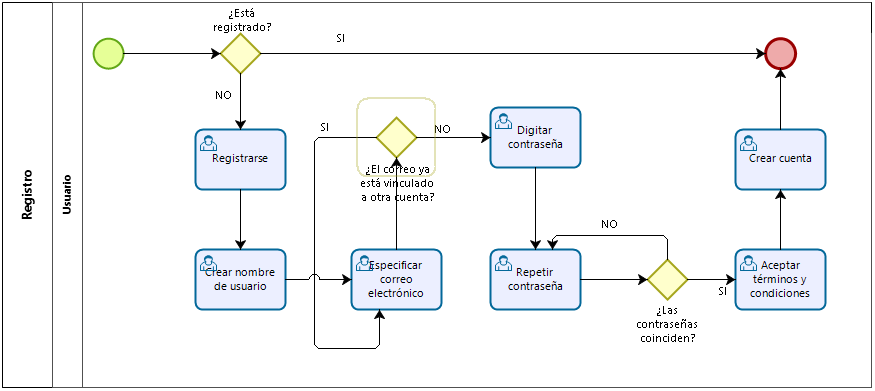 Registro
Usuario
¿Está
registrado?
SI
NO
Registrarse
Crear nombre
de usuario
Especificar
correo
electrónico
¿El correo ya
está vinculado
a otra cuenta?
SI
NO
Digitar
contraseña
Repetir
contraseña
NO
¿Las
contraseñas
coinciden?
SI
Aceptar
términos y
condiciones
Crear cuenta